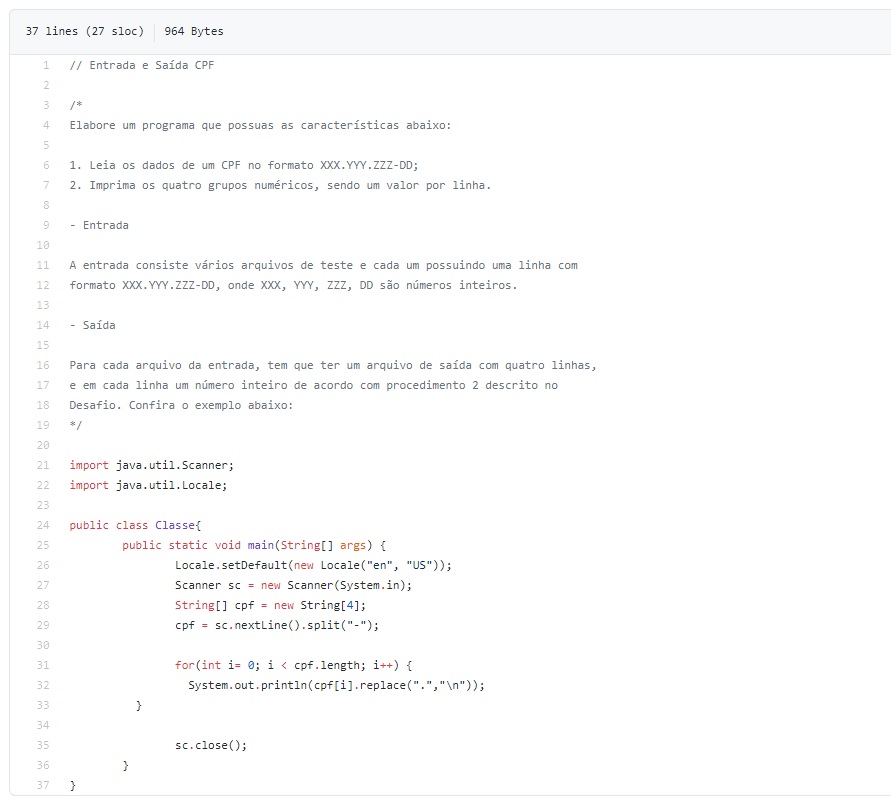 37 lines (27 sloc) 964 Bytes
1 // Entrada e Saída CPF
2
3 /*
4 Elabore um programa que possuas as características abaixo:
5
6 1. Leia os dados de um CPF no formato XXX.YYY.ZZZ-DD;
7 2. Imprima os quatro grupos numéricos, sendo um valor por linha.
8
9 - Entrada
10
11 A entrada consiste vários arquivos de teste e cada um possuindo uma linha com
12 formato XXX.YYY.ZZZ-DD, onde XXX, YYY, ZZZ, DD são números inteiros.
13
14 - Saída
15
16 Para cada arquivo da entrada, tem que ter um arquivo de saída com quatro linhas,
17 e em cada linha um número inteiro de acordo com procedimento 2 descrito no
18 Desafio. Confira o exemplo abaixo:
19 */
20
21 import java.util.Scanner;
22 import java.util.Locale;
23
24 public class Classe{
25 public static void main(String[] args) {
26 Locale.setDefault(new Locale("en", "US"));
27 Scanner sc = new Scanner(System.in);
28 String[] cpf = new String[4];
29 cpf = sc.nextLine().split("-");
30
31 for(int i= 0; i < cpf.length; i++) {
32 System.out.println(cpf[i].replace(".","\n"));
33 }
34
35 sc.close();
36 }
37 }